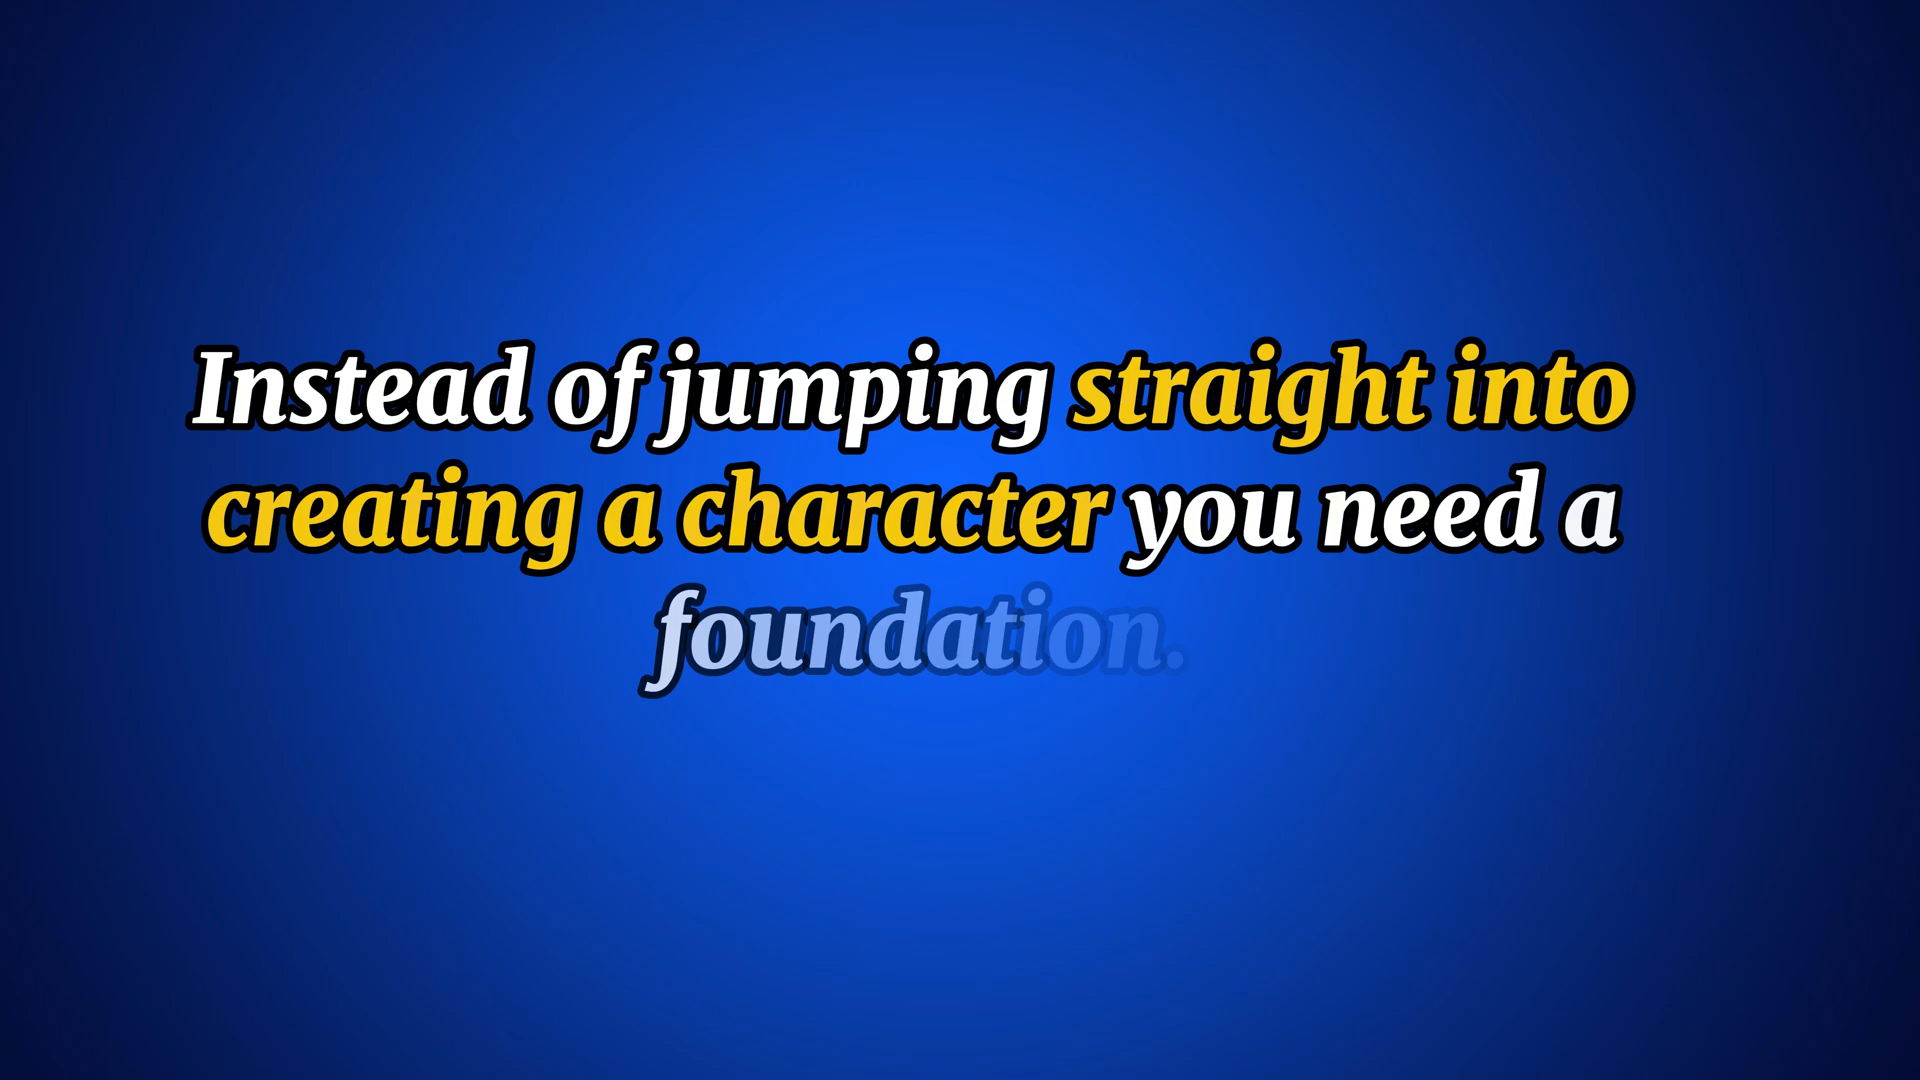 Instead of jumping straight into
creating a character you need a
foundation.